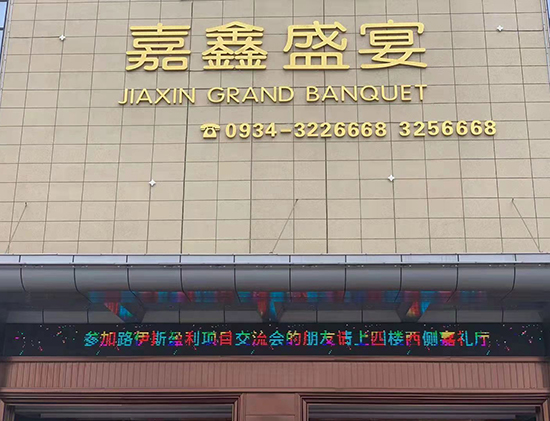 嘉鑫盛宴
JIAXIN GRAND BANQUET
☎0934-3226668 3256668
参加路伊斯盈利项目交流会的朋友请上四楼西侧嘉礼厅